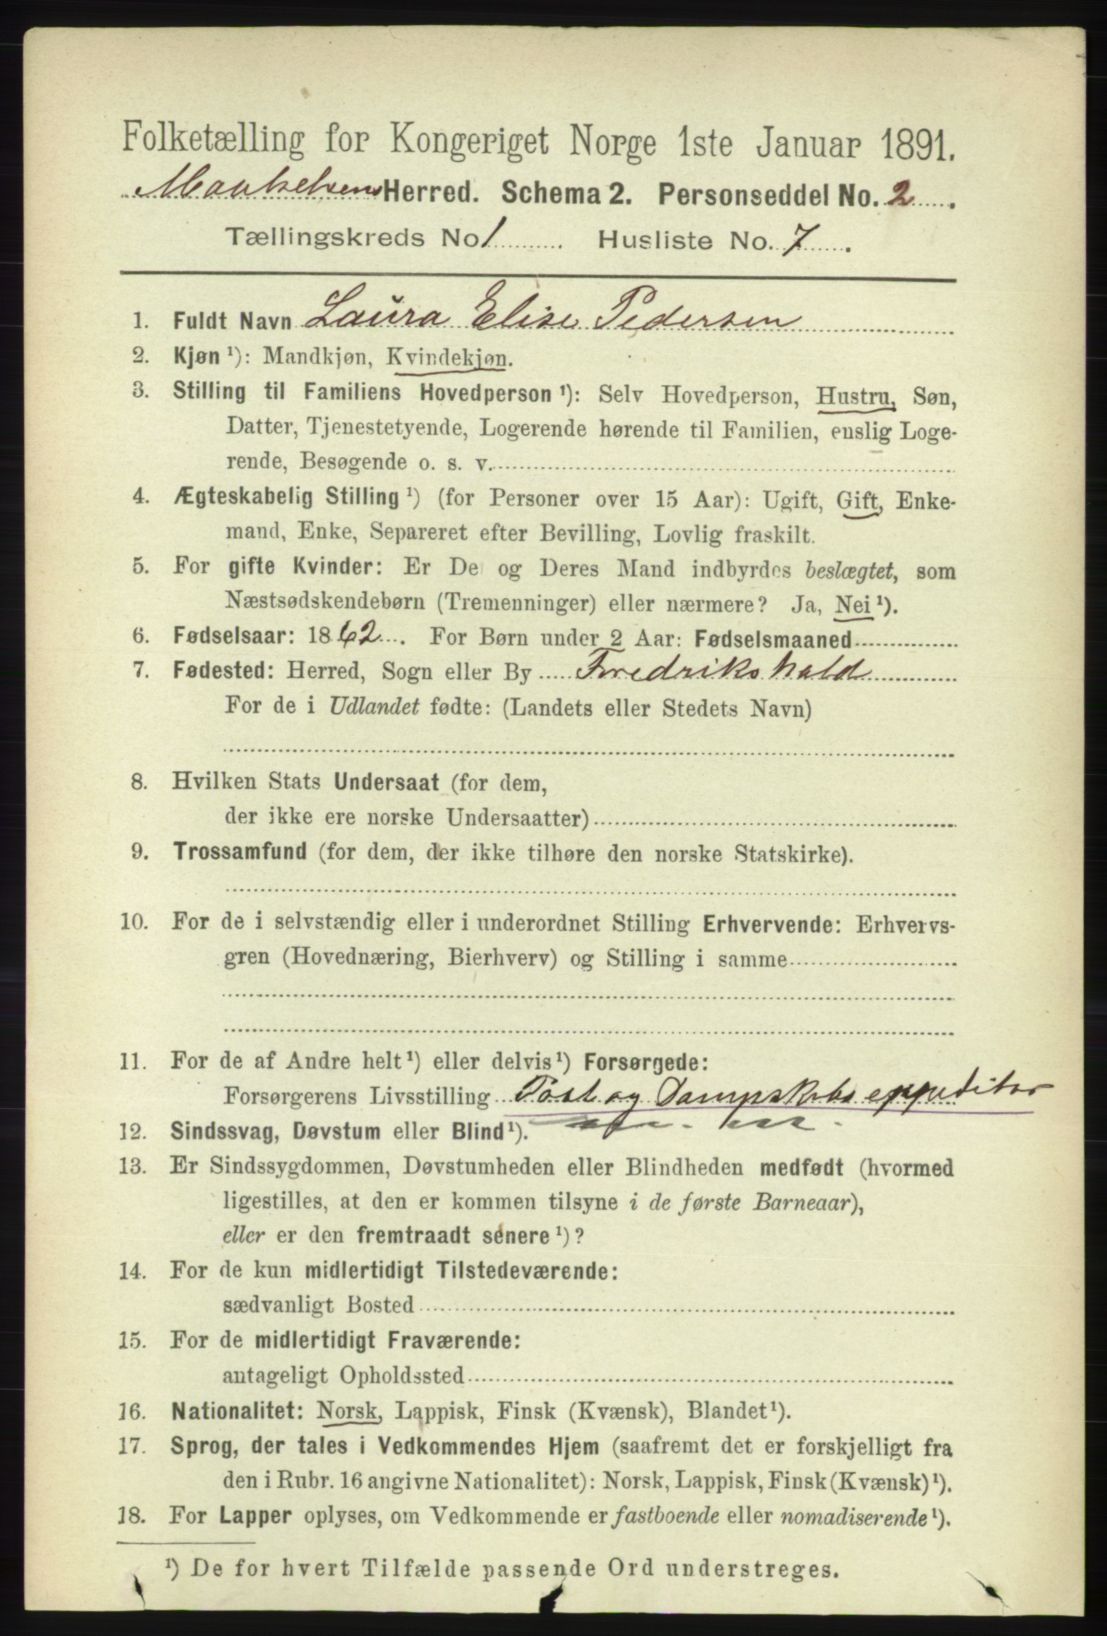 Folketælling for Kongeriget Norge 1ste Januar 1891.
Herred. Schema 2. Personseddel No. 2.
Tællingskreds No. 1 Husliste No. 7.
1. Fuldt Navn Laura Elise Pedersen
2. Kjøn ¹): Mandkjøn, Kvindekjøn.
3. Stilling til Familiens Hovedperson ¹): Selv Hovedperson, Hustru, Søn,
Datter, Tjenestetyende, Logerende hørende til Familien, enslig Loge-
rende, Besøgende o. s. v.
4. Ægteskabelig Stilling ¹) (for Personer over 15 Aar): Ugift, Gift, Enke-
mand, Enke, Separeret efter Bevilling, Lovlig fraskilt.
5. For gifte Kvinder: Er De og Deres Mand indbyrdes beslægtet, som
Næstsødskendebørn (Tremenninger) eller nærmere? Ja, Nei ¹).
6. Fødselsaar: 1862. For Børn under 2 Aar: Fødselsmaaned
7. Fødested: Herred, Sogn eller By Fredrikshald
For de i Udlandet fødte: (Landets eller Stedets Navn)
8. Hvilken Stats Undersaat (for dem,
der ikke ere norske Undersaatter)
9. Trossamfund (for dem, der ikke tilhøre den norske Statskirke).
10. For de i selvstændig eller i underordnet Stilling Erhvervende: Erhvervs-
gren (Hovednæring, Bierhverv) og Stilling i samme
11. For de af Andre helt ¹) eller delvis ¹) Forsørgede:
Forsørgerens Livsstilling Post og Dampskibsexpeditør
12. Sindssvag, Døvstum eller Blind ¹).
13. Er Sindssygdommen, Døvstumheden eller Blindheden medfødt (hvormed
ligestilles, at den er kommen tilsyne i de første Barneaar),
eller er den fremtraadt senere ¹)?
14. For de kun midlertidigt Tilstedeværende:
sædvanligt Bosted
15. For de midlertidigt Fraværende:
antageligt Opholdssted
16. Nationalitet: Norsk, Lappisk, Finsk (Kvænsk), Blandet ¹).
17. Sprog, der tales i Vedkommendes Hjem (saafremt det er forskjelligt fra
den i Rubr. 16 angivne Nationalitet): Norsk, Lappisk, Finsk (Kvænsk) ¹).
18. For Lapper oplyses, om Vedkommende er fastboende eller nomadiserende ¹).
¹) De for hvert Tilfælde passende Ord understreges.